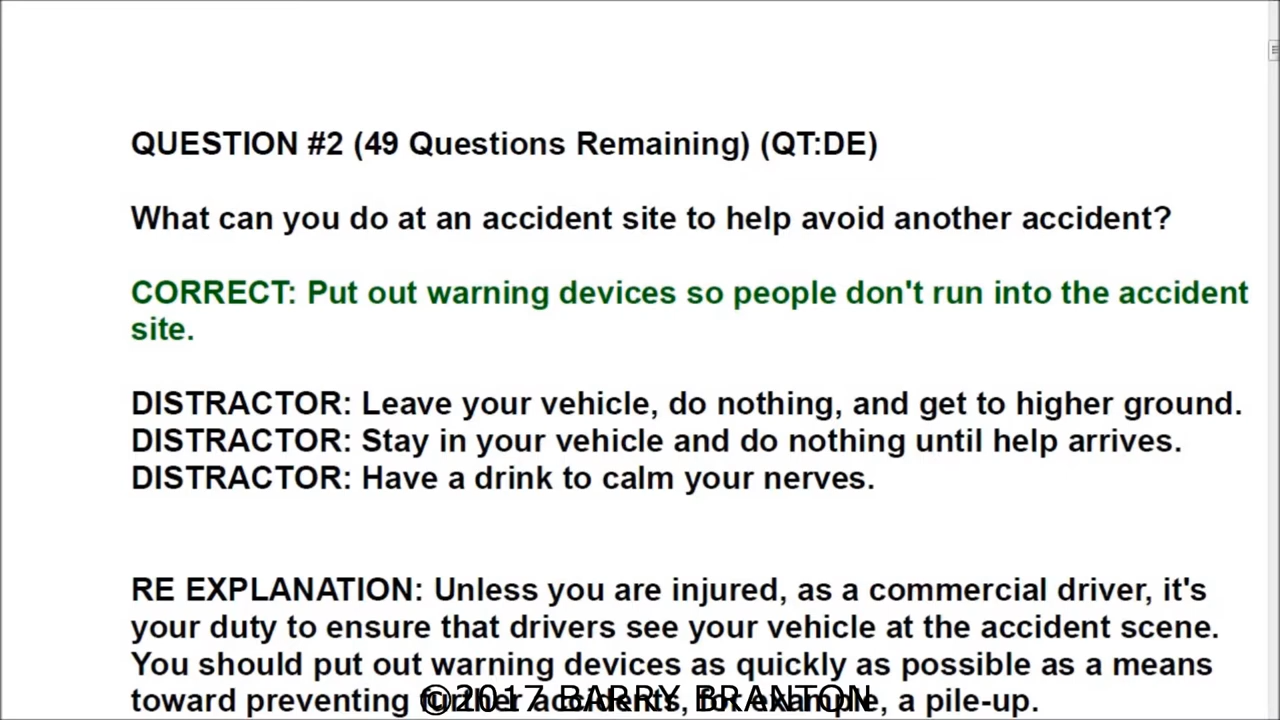 QUESTION #2 (49 Questions Remaining) (QT:DE)
What can you do at an accident site to help avoid another accident?
CORRECT: Put out warning devices so people don't run into the accident
site.
DISTRACTOR: Leave your vehicle, do nothing, and get to higher ground.
DISTRACTOR: Stay in your vehicle and do nothing until help arrives.
DISTRACTOR: Have a drink to calm your nerves.
RE EXPLANATION: Unless you are injured, as a commercial driver, it's
your duty to ensure that drivers see your vehicle at the accident scene.
You should put out warning devices as quickly as possible as a means
toward preventing further accidents, for example, a pile-up.
©2017 BARRY BRANTON